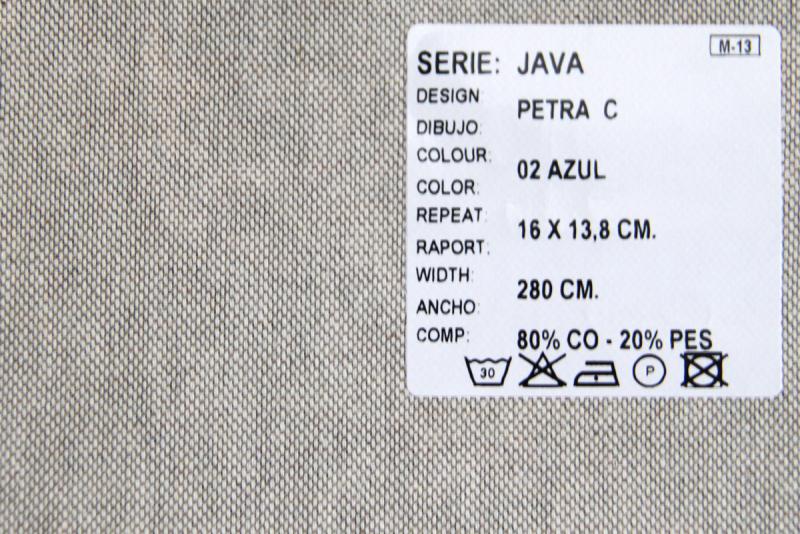 M-13
SERIE: JAVA
DESIGN
PETRA C
DIBUJO:
COLOUR:
02 AZUL
COLOR:
REPEAT:
16 X 13,8 CM.
RAPORT:
WIDTH:
280 CM.
ANCHO:
COMP: 80% CO - 20% PES
30 P